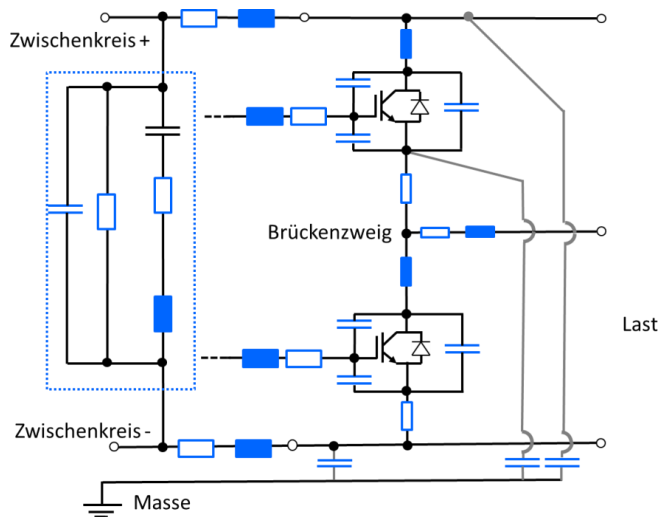 Zwischenkreis +
Brückenzweig
Last
Zwischenkreis -
Masse